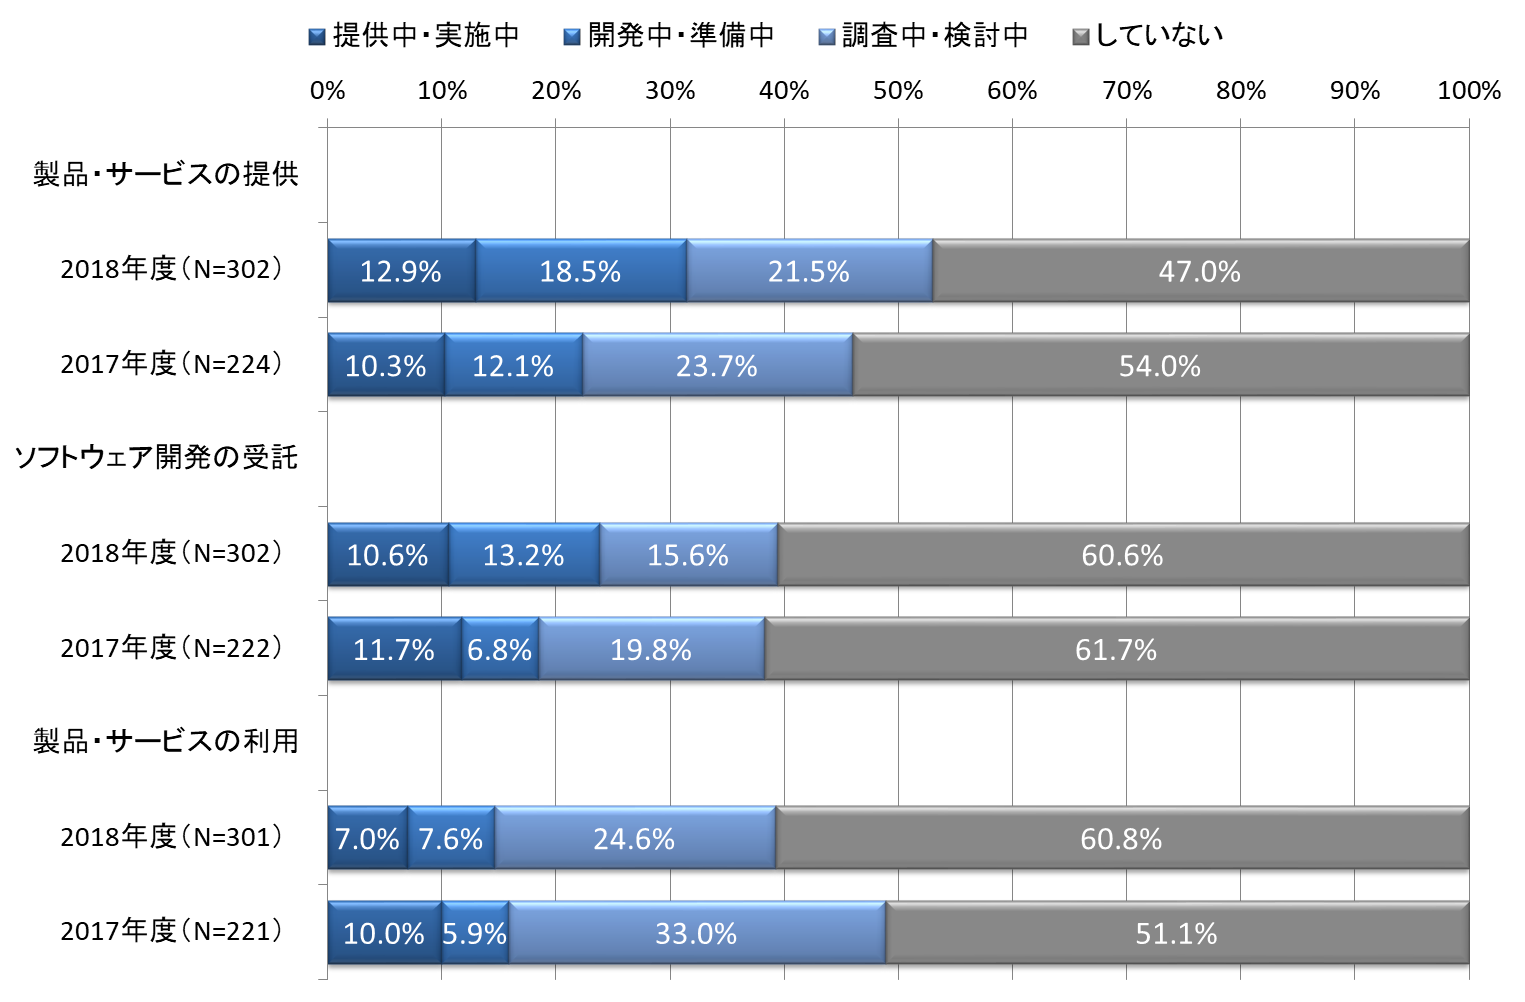 提供中・実施中 開発中・準備中 調査中・検討中 していない
0% 10% 20% 30% 40% 50% 60% 70% 80% 90% 100%
製品・サービスの提供
2018年度（N=302） 12.9% 18.5% 21.5% 47.0%
2017年度（N=224） 10.3% 12.1% 23.7% 54.0%
ソフトウェア開発の受託
2018年度（N=302） 10.6% 13.2% 15.6% 60.6%
2017年度（N=222） 11.7% 6.8% 19.8% 61.7%
製品・サービスの利用
2018年度（N=301） 7.0% 7.6% 24.6% 60.8%
2017年度（N=221） 10.0% 5.9% 33.0% 51.1%